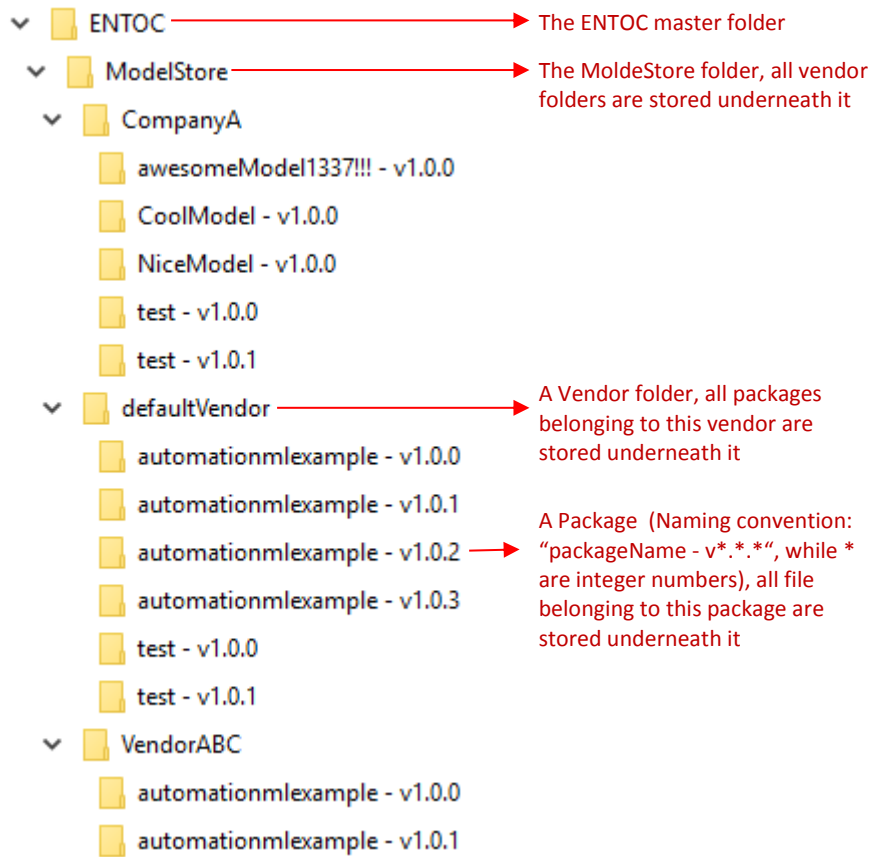 ENTOC
The ENTOC master folder
ModelStore
The MoldeStore folder, all vendor
folders are stored underneath it
CompanyA
awesomeModel1337!!! - v1.0.0
CoolModel - v1.0.0
NiceModel - v1.0.0
test - v1.0.0
test - v1.0.1
defaultVendor
A Vendor folder, all packages
belonging to this vendor are
stored underneath it
automationmlexample - v1.0.0
automationmlexample - v1.0.1
automationmlexample - v1.0.2
A Package  (Naming convention:
“packageName - v*.*.*“, while *
are integer numbers), all file
belonging to this package are
stored underneath it
automationmlexample - v1.0.3
test - v1.0.0
test - v1.0.1
VendorABC
automationmlexample - v1.0.0
automationmlexample - v1.0.1